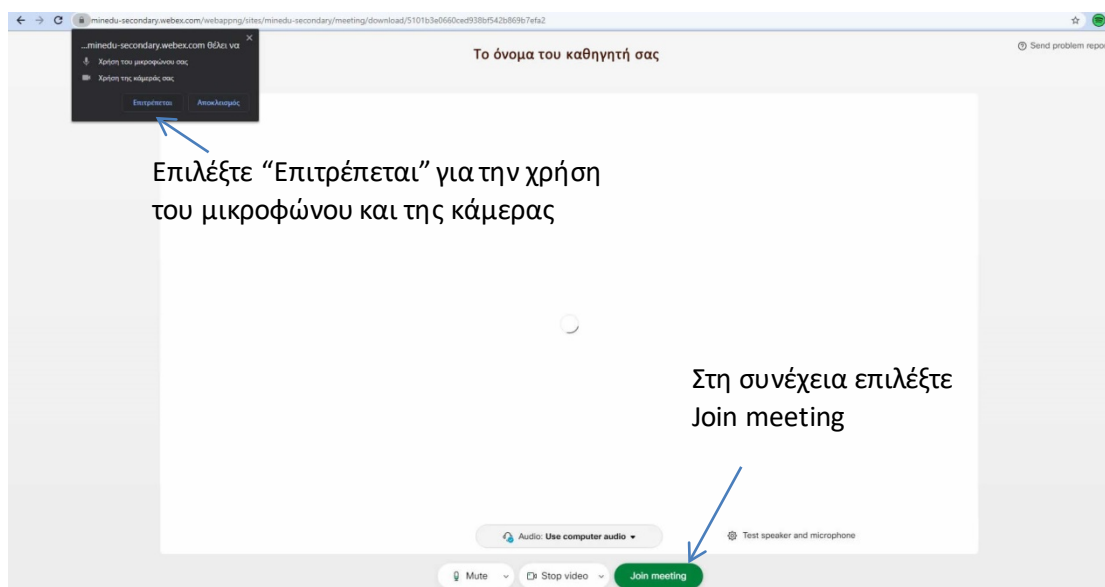 minedu-secondary.webex.com/webappng/sites/minedu-secondary/meeting/download/5101b3e0660ced938bf542b869b7efa2
...minedu-secondary.webex.com θέλει να
Χρήση του μικροφώνου σας
Χρήση της κάμεράς σας
Επιτρέπεται Αποκλεισμός
Το όνομα του καθηγητή σας
Send problem repor
Επιλέξτε “Επιτρέπεται” για την χρήση
του μικροφώνου και της κάμερας
Στη συνέχεια επιλέξτε
Join meeting
Audio: Use computer audio
Test speaker and microphone
Mute Stop video Join meeting